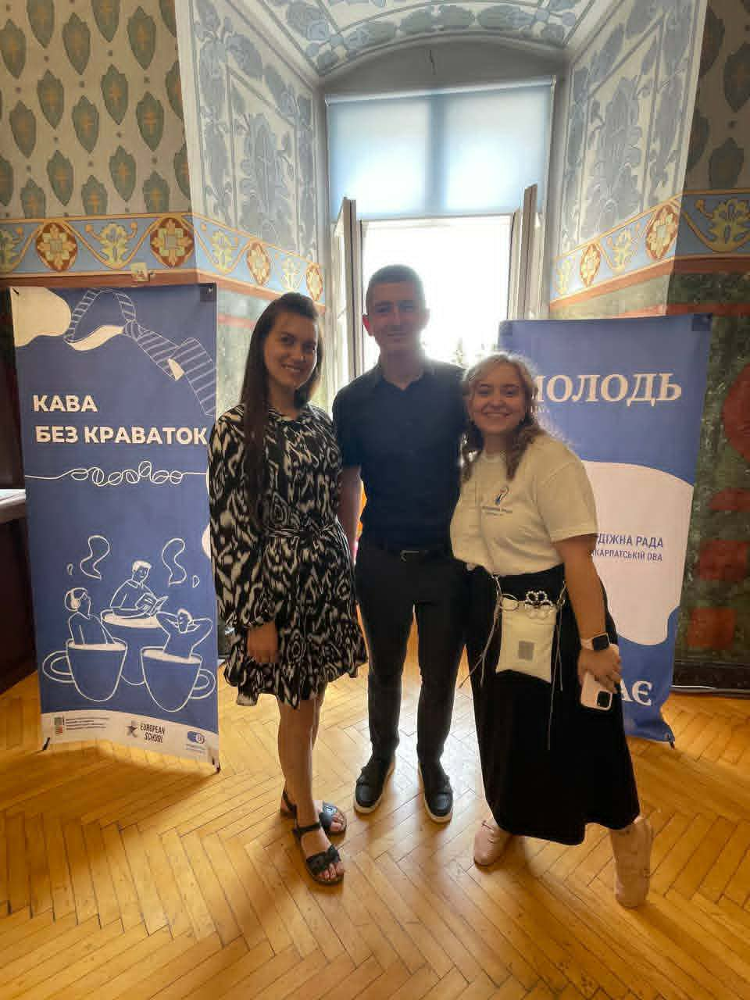 КАВА
БЕЗ КРАВАТОК
EUROPEAN
SCHOOL
МОЛОДЬ
ДІЖНА РАДА
КАРПАТСЬКІЙ ОВА
АЄ